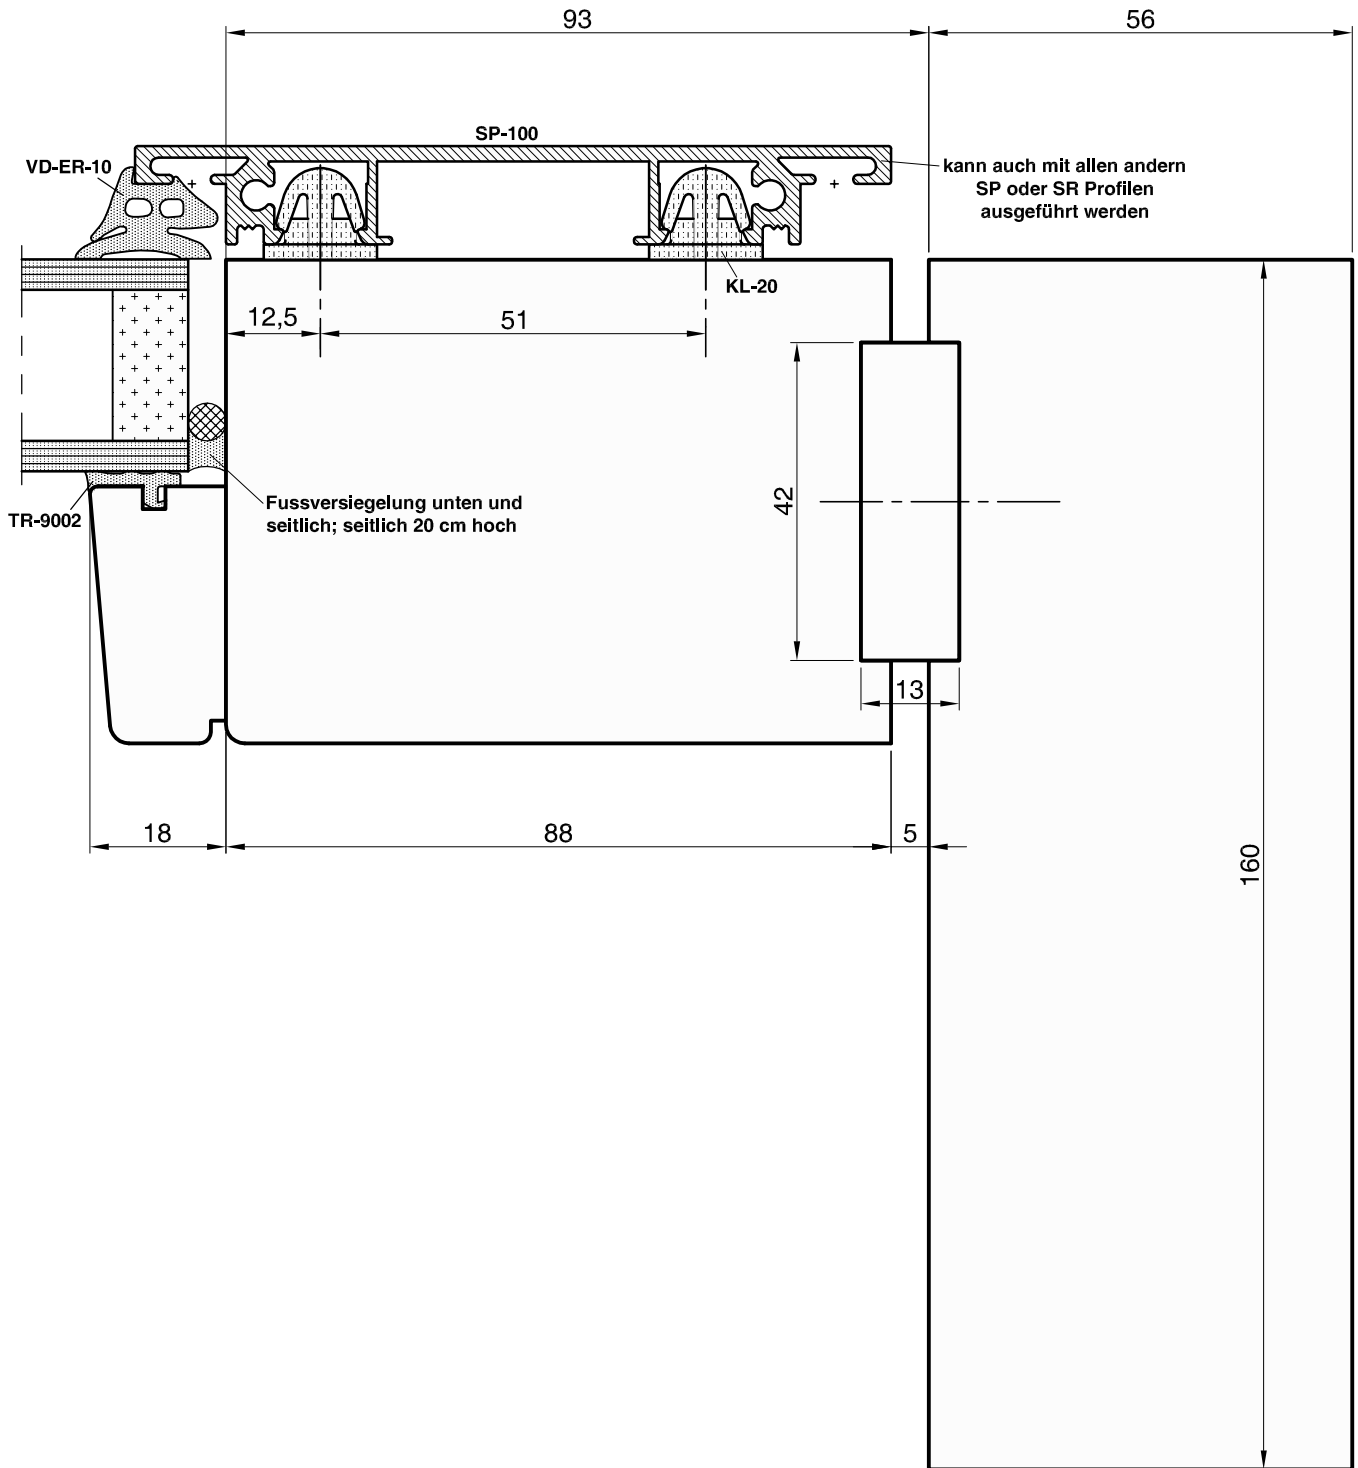 93
56
SP-100
VD-ER-10
kann auch mit allen andern
SP oder SR Profilen
ausgeführt werden
KL-20
12,5
51
42
Fussversiegelung unten und
seitlich; seitlich 20 cm hoch
TR-9002
13
18
88
5
160